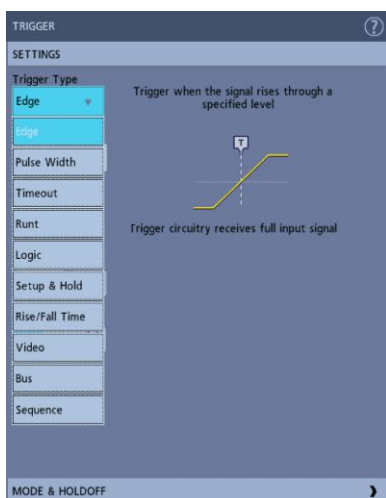 TRIGGER
?
SETTINGS
Trigger Type
Edge
Edge
Pulse Width
Timeout
Runt
Logic
Setup & Hold
Rise/Fall Time
Video
Bus
Sequence
Trigger when the signal rises through a
specified level
T
Trigger circuitry receives full input signal
MODE & HOLDOFF